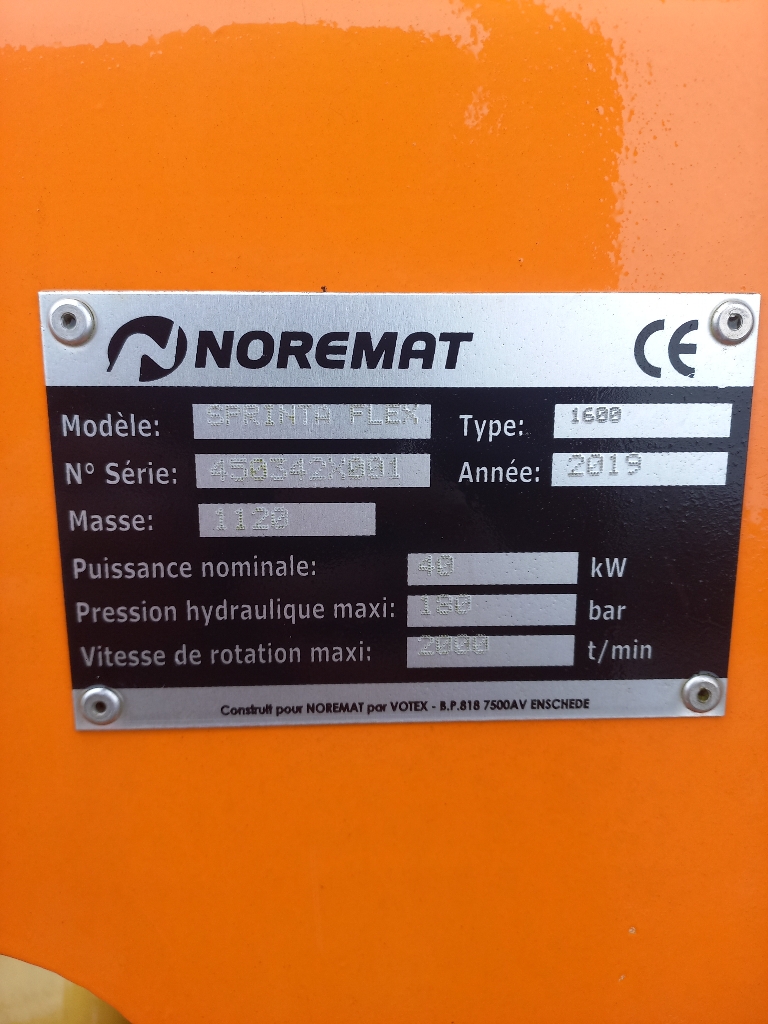 NOREMAT CE
Modèle: SPRINTA FLEX Type: 1600
N° Série: Année: 2019
Masse: 1120
Puissance nominale: 40 kW
Pression hydraulique maxi: 180 bar
Vitesse de rotation maxi: 2000 t/min
Construit pour NOREMAT par VOTEX - B.P.818 7500AV ENSCHEDE